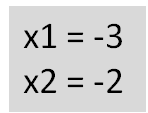 x1 = -3
x2 = -2